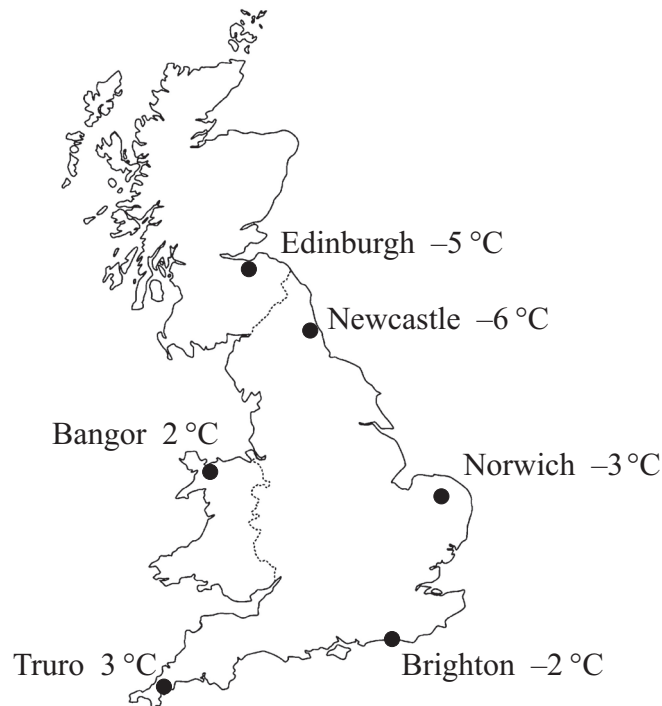 Edinburgh –5 °C
Newcastle –6 °C
Bangor 2 °C
Norwich –3 °C
Truro 3 °C
Brighton –2 °C